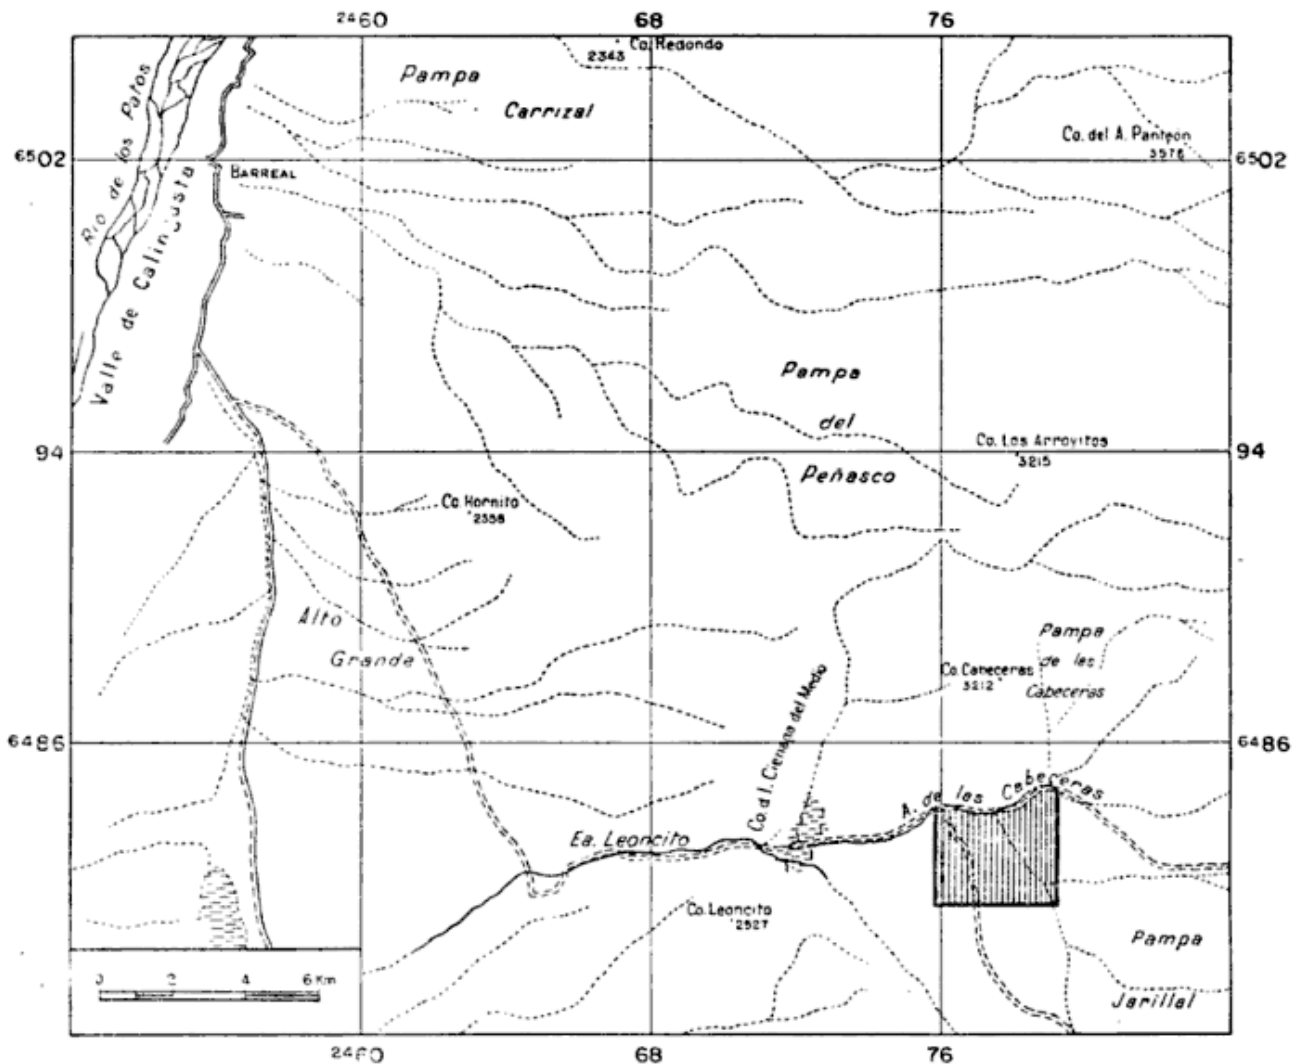 2460 68 76
Co. Redondo
2343
Pampa
Carrizal
Co. del A. Panteon
3576
6502 6502
BARREAL
Rio de los Patos
Valle de Calingasta
Pampa
del
Peñasco
94 94
Co. Los Arroyitos
3215
Co. Hornito
2358
Alto
Grande
Pampa
de las
Cabeceras
Co. Cabeceras
3212
Co. d l. Cienaga del Medio
6486 6486
A. de las Cabeceras
Ea. Leoncito
Co. Leoncito
2527
Pampa
Jarillal
0 2 4 6 Km
2460 68 76